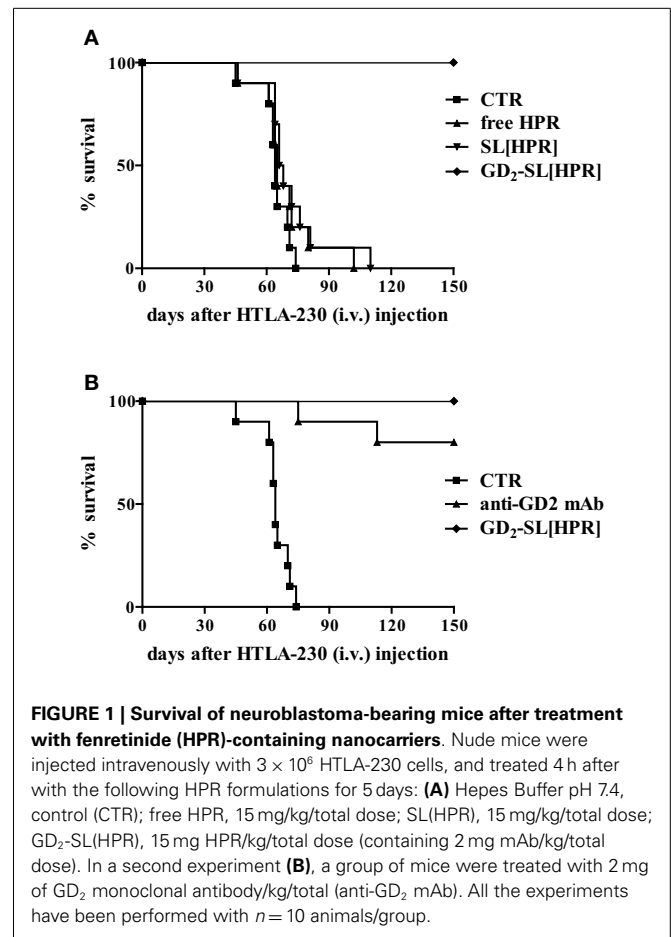 A
100
50
0
% survival
0 30 60 90 120 150
days after HTLA-230 (i.v.) injection
CTR
free HPR
SL[HPR]
GD₂-SL[HPR]
B
100
50
0
% survival
0 30 60 90 120 150
days after HTLA-230 (i.v.) injection
CTR
anti-GD2 mAb
GD₂-SL[HPR]
FIGURE 1 | Survival of neuroblastoma-bearing mice after treatment
with fenretinide (HPR)-containing nanocarriers. Nude mice were
injected intravenously with 3 × 10⁶ HTLA-230 cells, and treated 4 h after
with the following HPR formulations for 5 days: (A) Hepes Buffer pH 7.4,
control (CTR); free HPR, 15 mg/kg/total dose; SL(HPR), 15 mg/kg/total dose;
GD₂-SL(HPR), 15 mg HPR/kg/total dose (containing 2 mg mAb/kg/total
dose). In a second experiment (B), a group of mice were treated with 2 mg
of GD₂ monoclonal antibody/kg/total (anti-GD₂ mAb). All the experiments
have been performed with n = 10 animals/group.